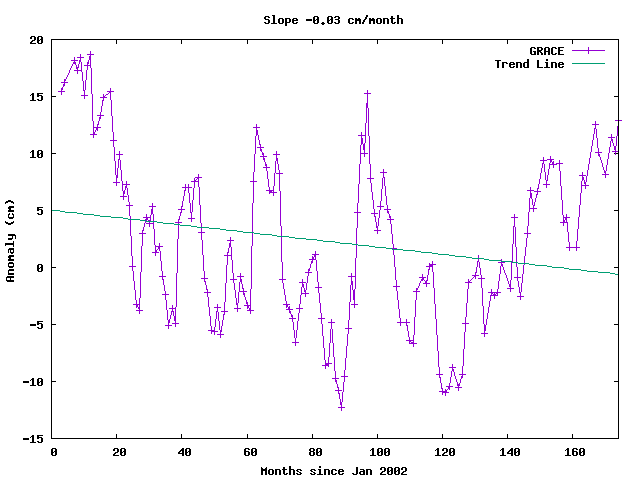 Slope -0.03 cm/month
GRACE
Trend Line
20
15
10
5
0
-5
-10
-15
Anomaly (cm)
0 20 40 60 80 100 120 140 160
Months since Jan 2002